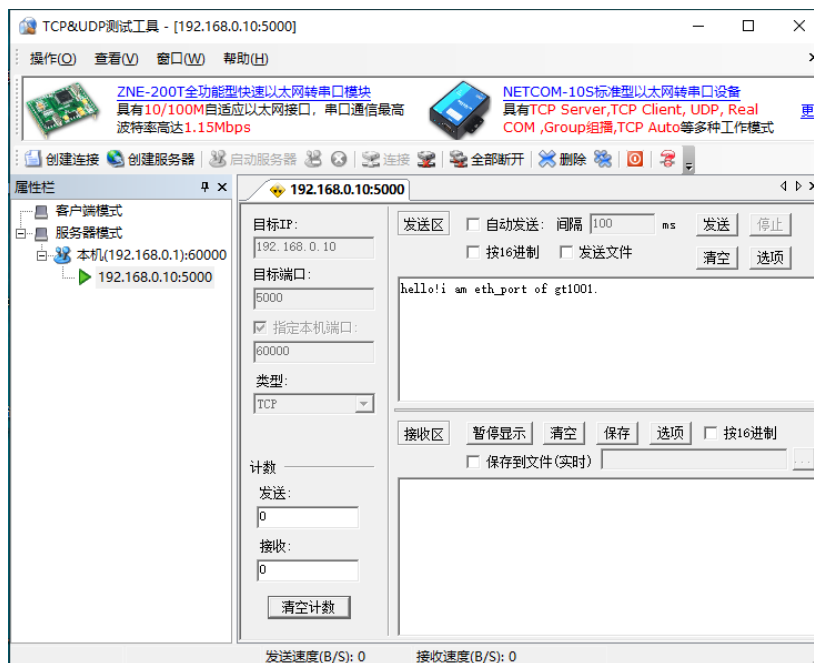 TCP&UDP测试工具 - [192.168.0.10:5000]
操作(O) 查看(V) 窗口(W) 帮助(H)
ZNE-200T全功能型快速以太网转串口模块
具有10/100M自适应以太网接口，串口通信最高
波特率高达1.15Mbps
NETCOM-10S标准型以太网转串口设备
具有TCP Server,TCP Client, UDP, Real
COM ,Group组播,TCP Auto等多种工作模式
更
创建连接 创建服务器 启动服务器 连接 全部断开 删除
属性栏
客户端模式
服务器模式
本机(192.168.0.1):60000
192.168.0.10:5000
192.168.0.10:5000
目标IP:
192.168.0.10
目标端口:
5000
指定本机端口:
60000
类型:
TCP
计数
发送:
0
接收:
0
清空计数
发送区 自动发送: 间隔 100 ms 发送 停止
按16进制 发送文件 清空 选项
hello!i am eth_port of gt1001.
接收区 暂停显示 清空 保存 选项 按16进制
保存到文件(实时) ...
发送速度(B/S): 0 接收速度(B/S): 0